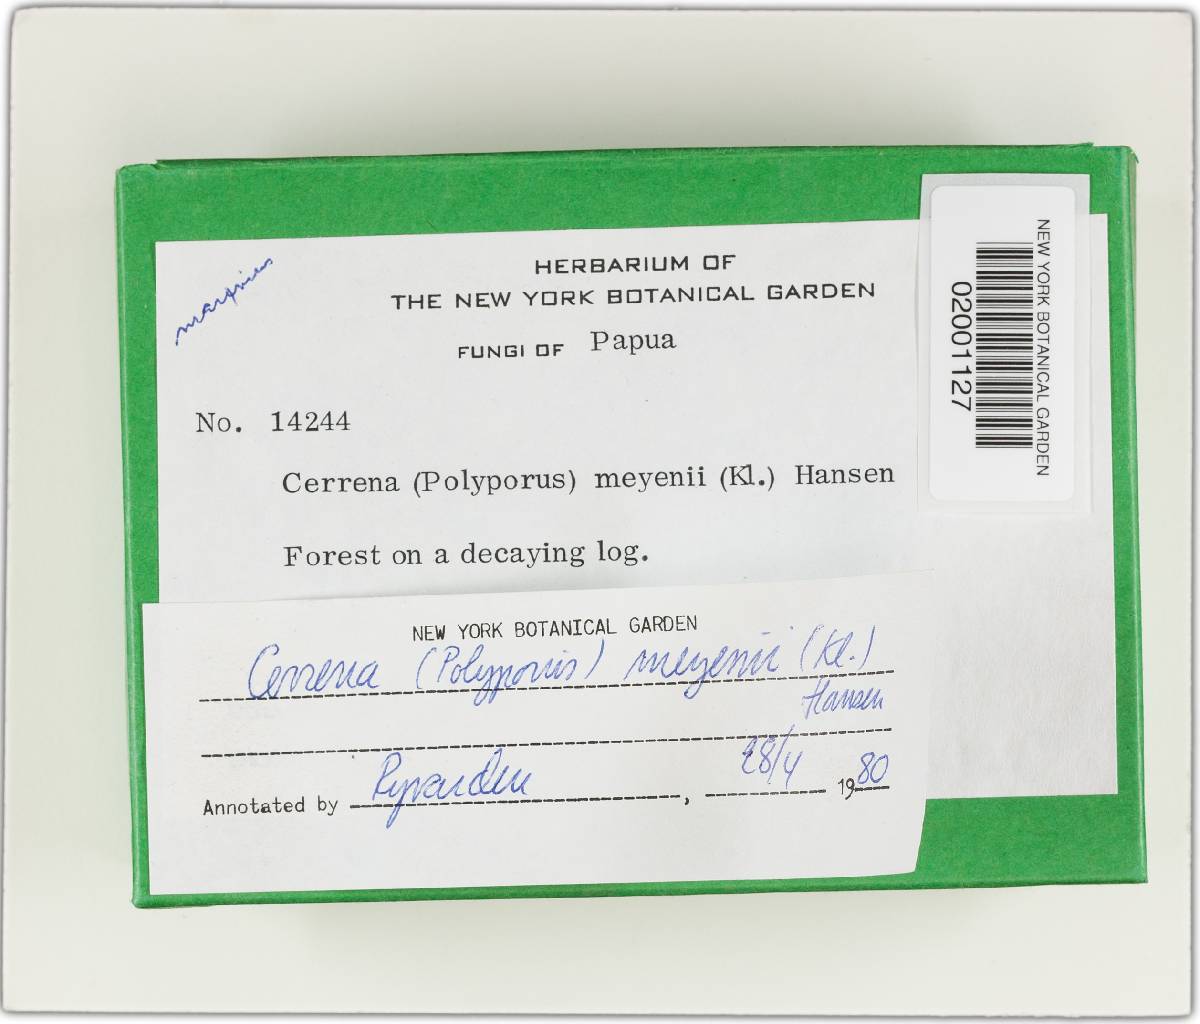 HERBARIUM OF
THE NEW YORK BOTANICAL GARDEN
FUNGI OF Papua
No. 14244
Cerrena (Polyporus) meyenii (Kl.) Hansen
Forest on a decaying log.
NEW YORK BOTANICAL GARDEN
02001127
NEW YORK BOTANICAL GARDEN
Cerrena (Polyporus) meyenii (Kl.)
Hansen
Annotated by Ryvarden, 28/4 1980